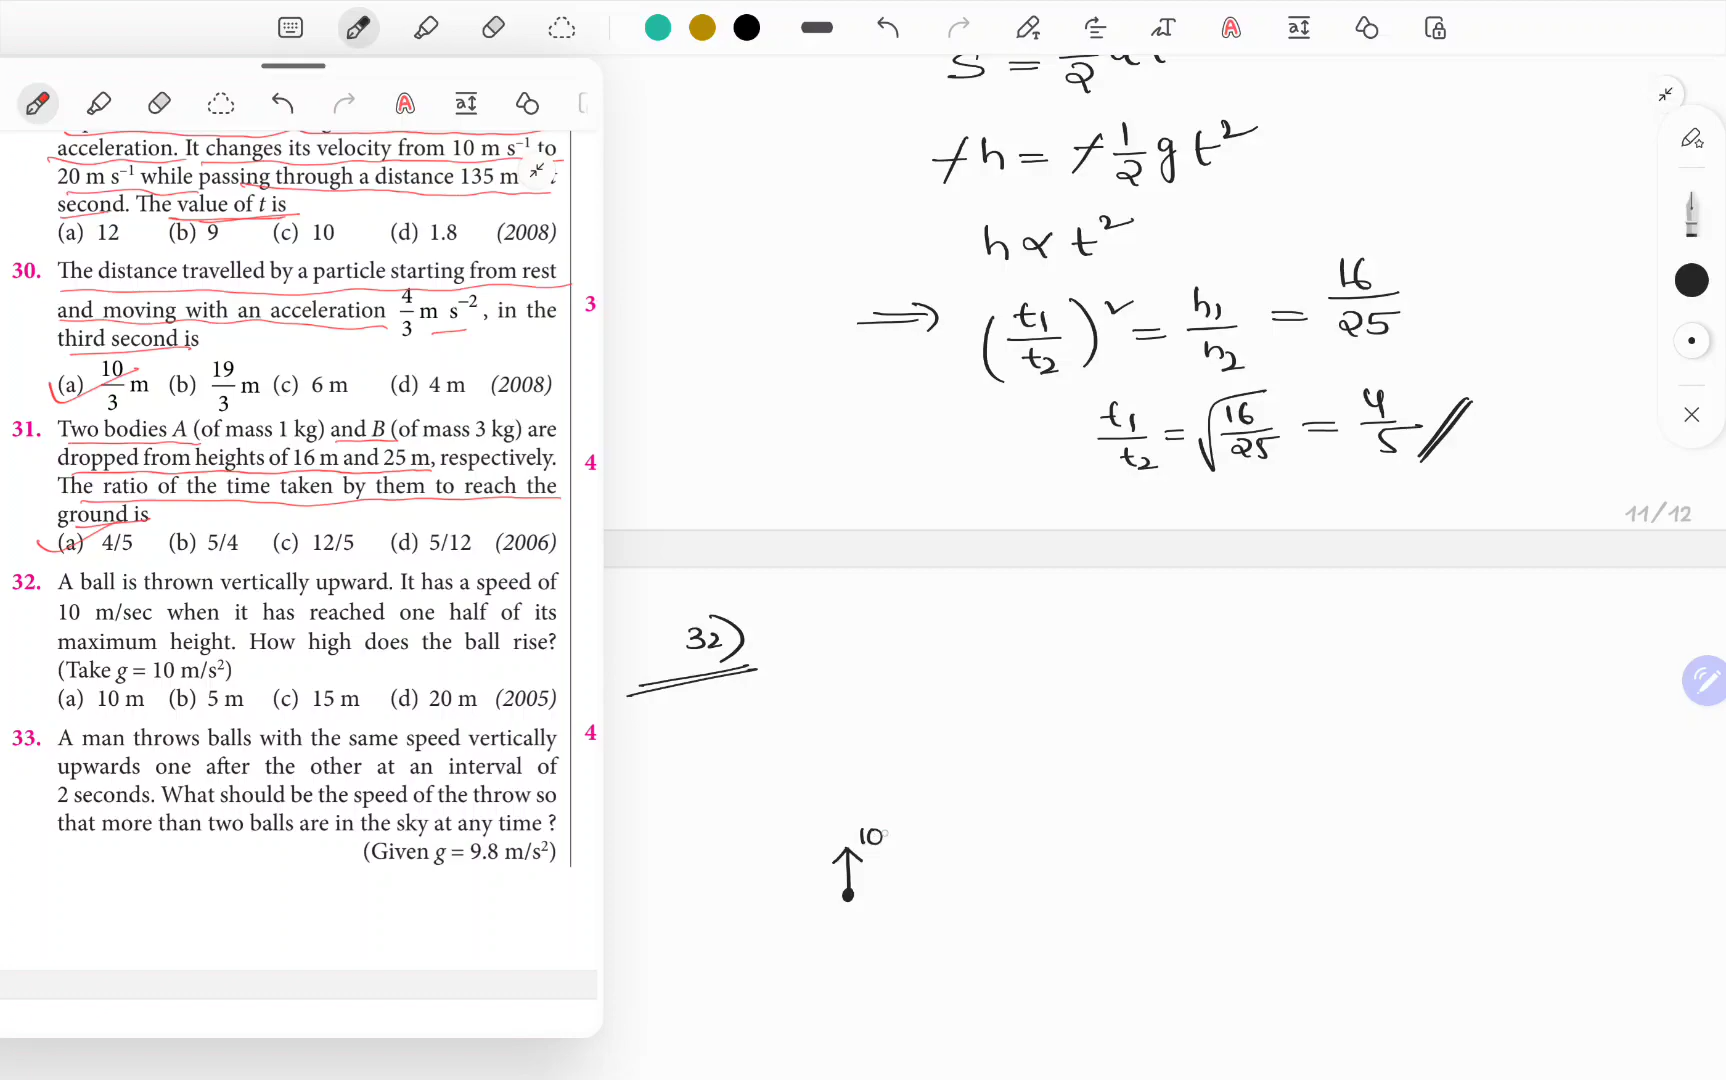 acceleration. It changes its velocity from 10 m s⁻¹ to
20 m s⁻¹ while passing through a distance 135 m
second. The value of t is
(a) 12 (b) 9 (c) 10 (d) 1.8 (2008)
30. The distance travelled by a particle starting from rest
and moving with an acceleration 4/3 m s⁻², in the
third second is
(a) 10/3 m (b) 19/3 m (c) 6 m (d) 4 m (2008)
31. Two bodies A (of mass 1 kg) and B (of mass 3 kg) are
dropped from heights of 16 m and 25 m, respectively.
The ratio of the time taken by them to reach the
ground is
(a) 4/5 (b) 5/4 (c) 12/5 (d) 5/12 (2006)
32. A ball is thrown vertically upward. It has a speed of
10 m/sec when it has reached one half of its
maximum height. How high does the ball rise?
(Take g = 10 m/s²)
(a) 10 m (b) 5 m (c) 15 m (d) 20 m (2005)
33. A man throws balls with the same speed vertically
upwards one after the other at an interval of
2 seconds. What should be the speed of the throw so
that more than two balls are in the sky at any time ?
(Given g = 9.8 m/s²)
3
4
4
+h = +1/2 g t²
h ∝ t²
⟹ (t₁/t₂)² = h₁/h₂ = 16/25
t₁/t₂ = √16/25 = 4/5 //
11/12
32)
10